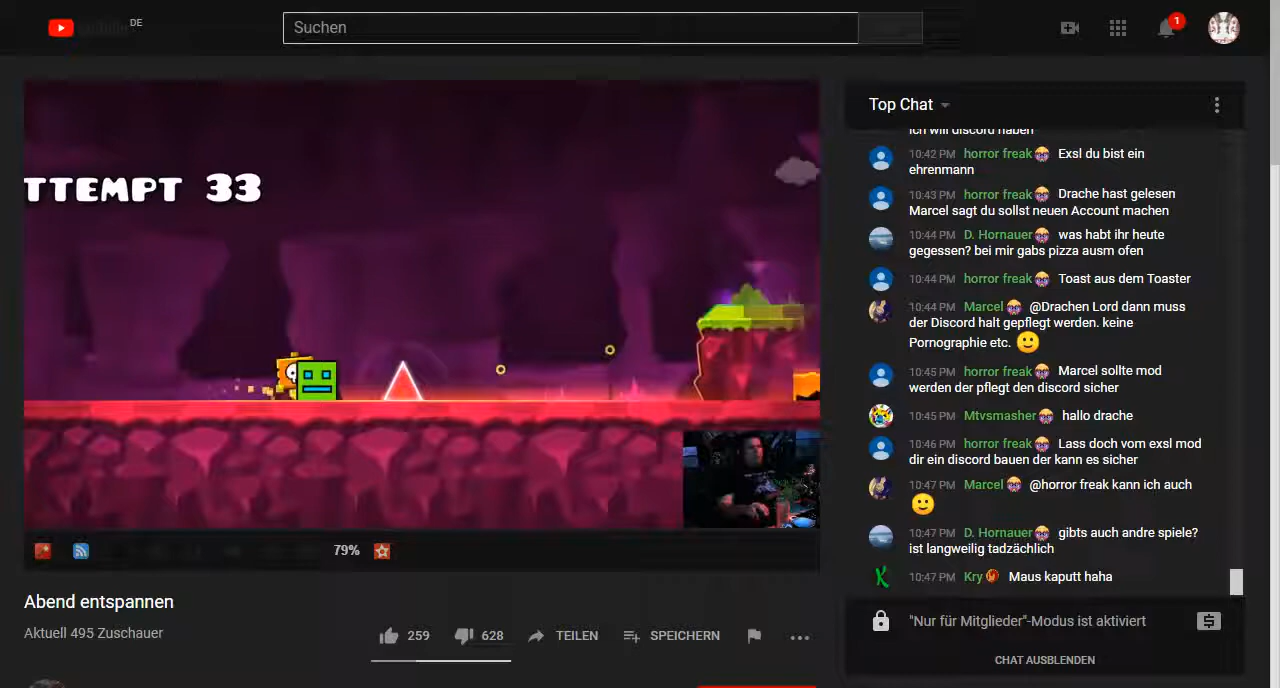 DE
Suchen
1
TTEMPT 33
79%
Abend entspannen
Aktuell 495 Zuschauer
259
628
TEILEN
SPEICHERN
Top Chat
ich will discord haben
10:42 PM horror freak Exsl du bist ein
ehrenmann
10:43 PM horror freak Drache hast gelesen
Marcel sagt du sollst neuen Account machen
10:44 PM D. Hornauer was habt ihr heute
gegessen? bei mir gabs pizza ausm ofen
10:44 PM horror freak Toast aus dem Toaster
10:44 PM Marcel @Drachen Lord dann muss
der Discord halt gepflegt werden. keine
Pornographie etc. 🙂
10:45 PM horror freak Marcel sollte mod
werden der pflegt den discord sicher
10:45 PM Mtvsmasher hallo drache
10:46 PM horror freak Lass doch vom exsl mod
dir ein discord bauen der kann es sicher
10:47 PM Marcel @horror freak kann ich auch
🙂
10:47 PM D. Hornauer gibts auch andre spiele?
ist langweilig tadzächlich
10:47 PM Kry Maus kaputt haha
"Nur für Mitglieder"-Modus ist aktiviert
CHAT AUSBLENDEN